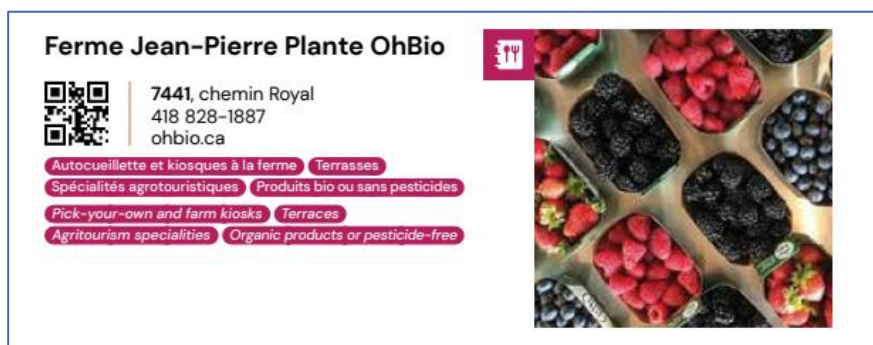 Ferme Jean-Pierre Plante OhBio
7441, chemin Royal
418 828-1887
ohbio.ca
Autocueillette et kiosques à la ferme Terrasses
Spécialités agrotouristiques Produits bio ou sans pesticides
Pick-your-own and farm kiosks Terraces
Agritourism specialities Organic products or pesticide-free